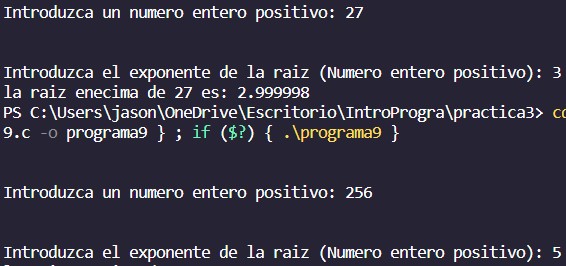 Introduzca un numero entero positivo: 27
Introduzca el exponente de la raiz (Numero entero positivo): 3
la raiz enecima de 27 es: 2.999998
PS C:\Users\jason\OneDrive\Escritorio\IntroProgra\practica3>
9.c -o programa9 } ; if ($?) { .\programa9 }
Introduzca un numero entero positivo: 256
Introduzca el exponente de la raiz (Numero entero positivo): 5